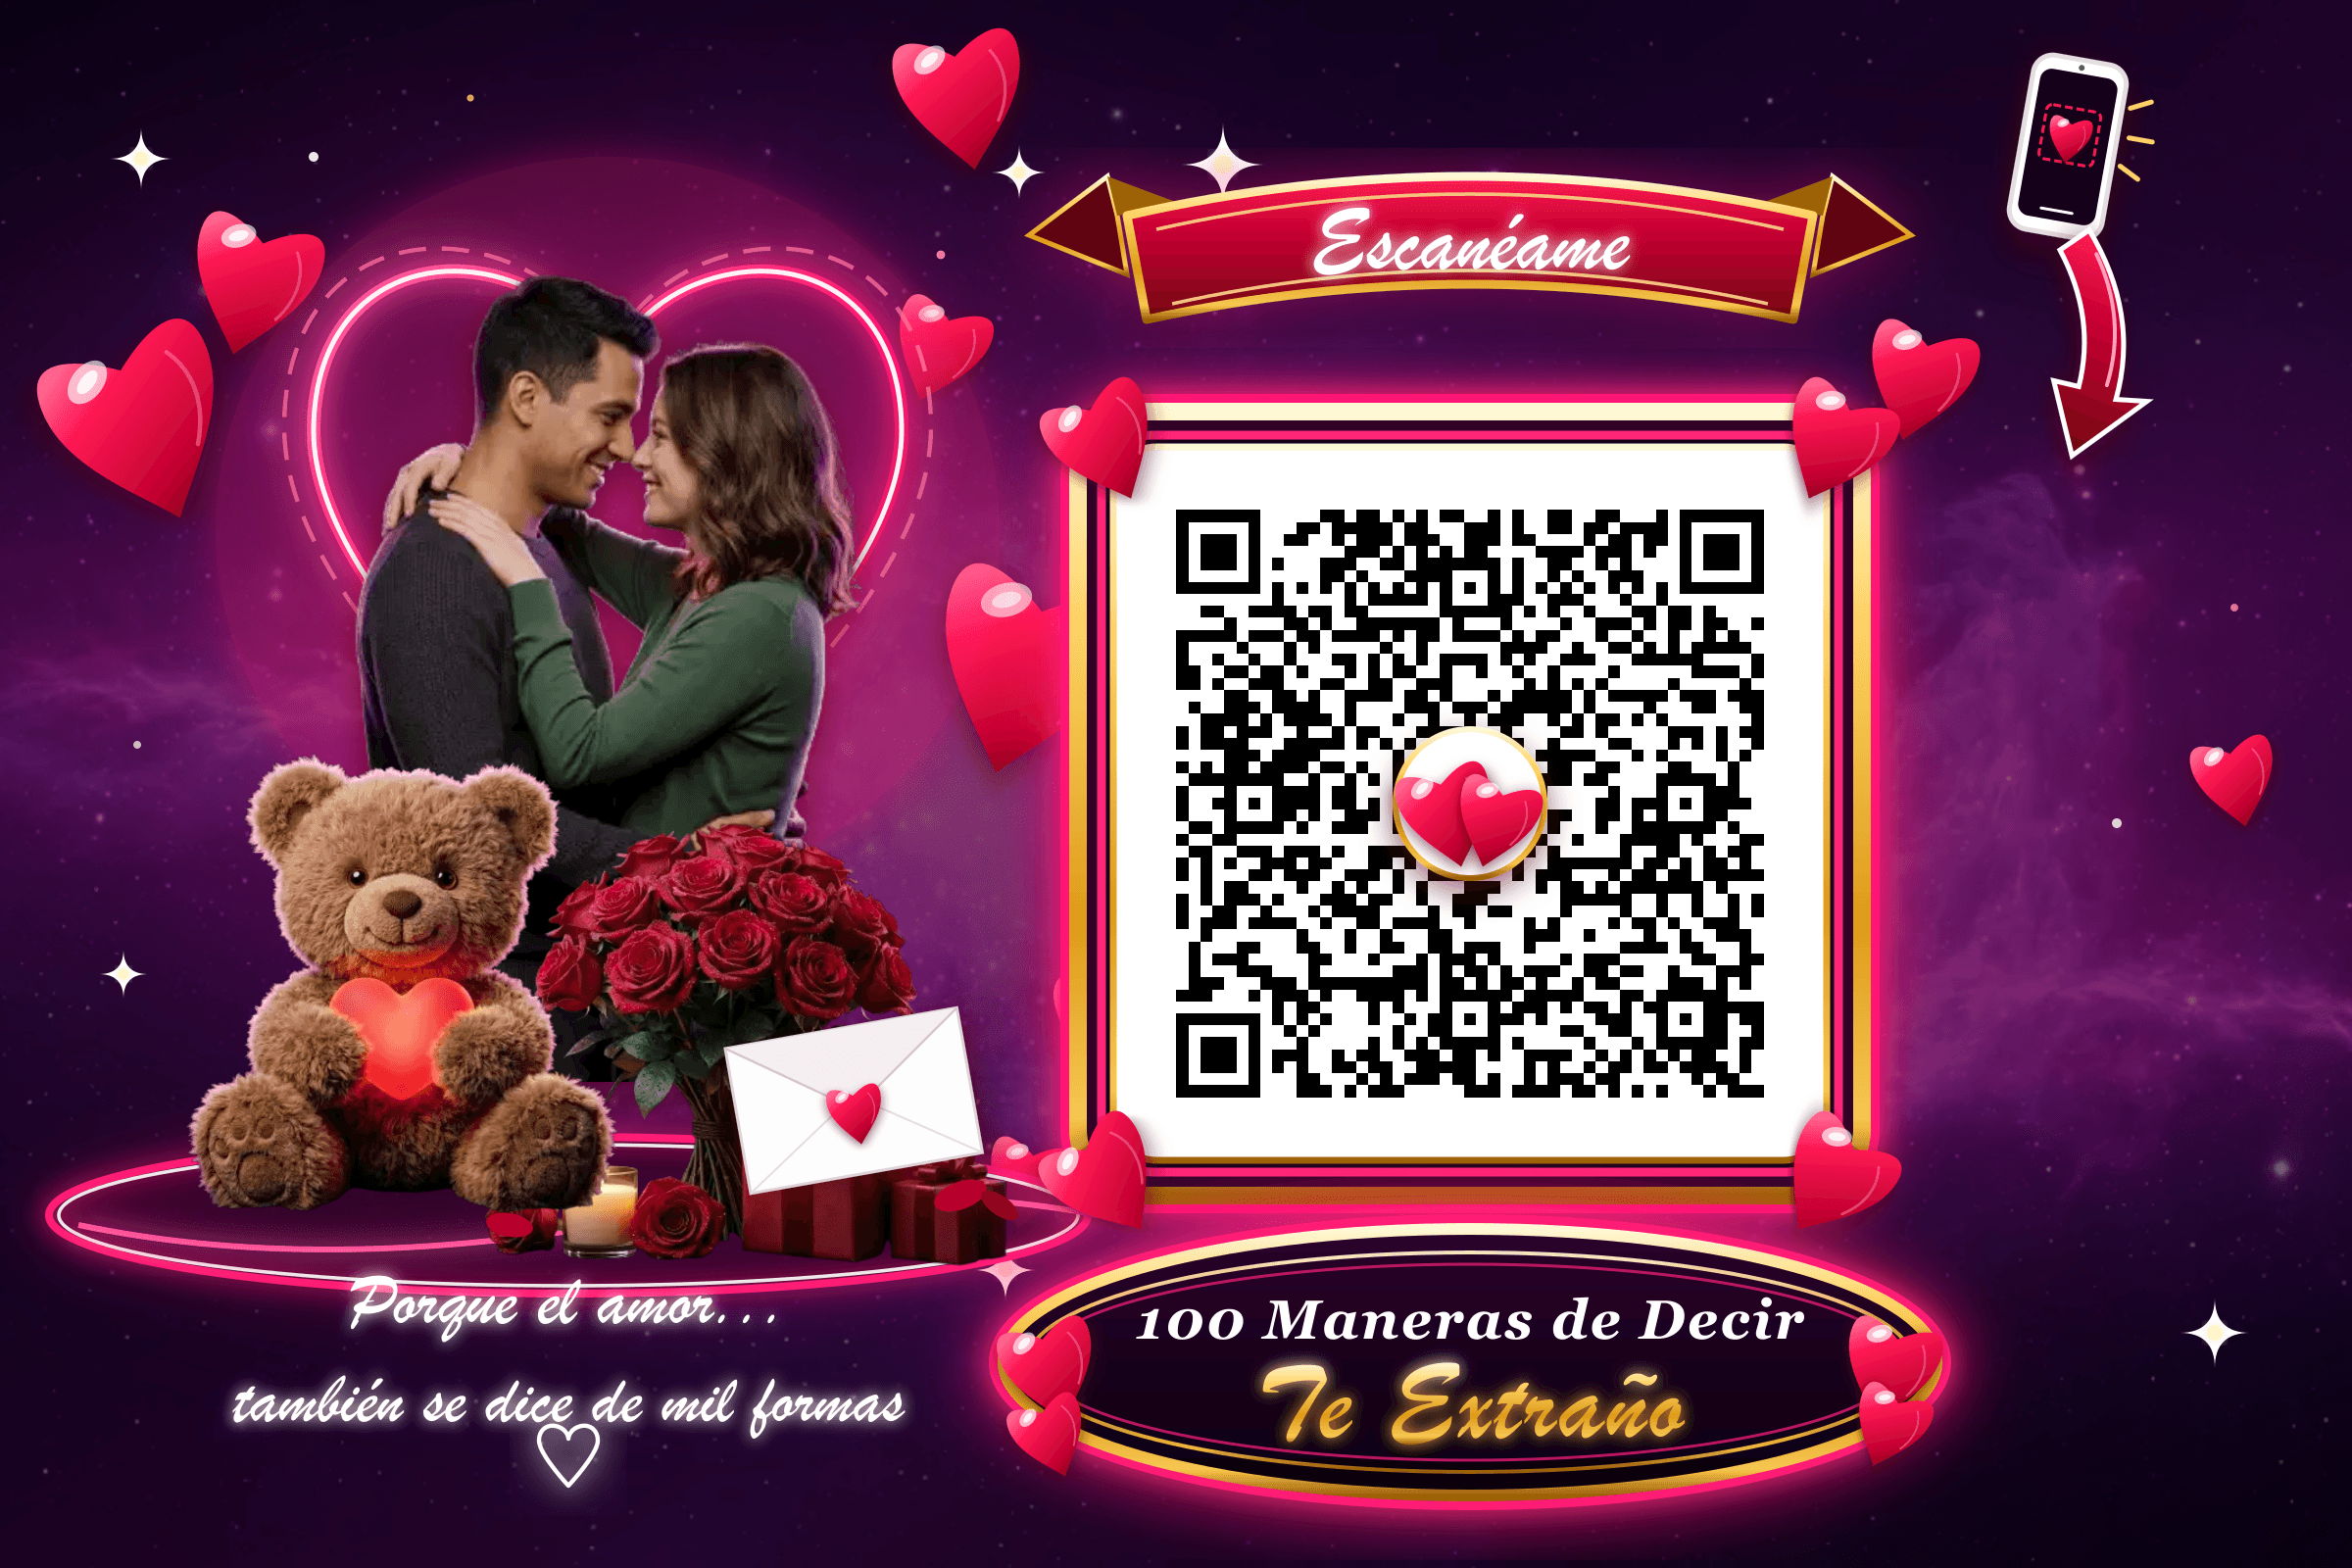 Escanéame
Porque el amor...
también se dice de mil formas
100 Maneras de Decir
Te Extraño